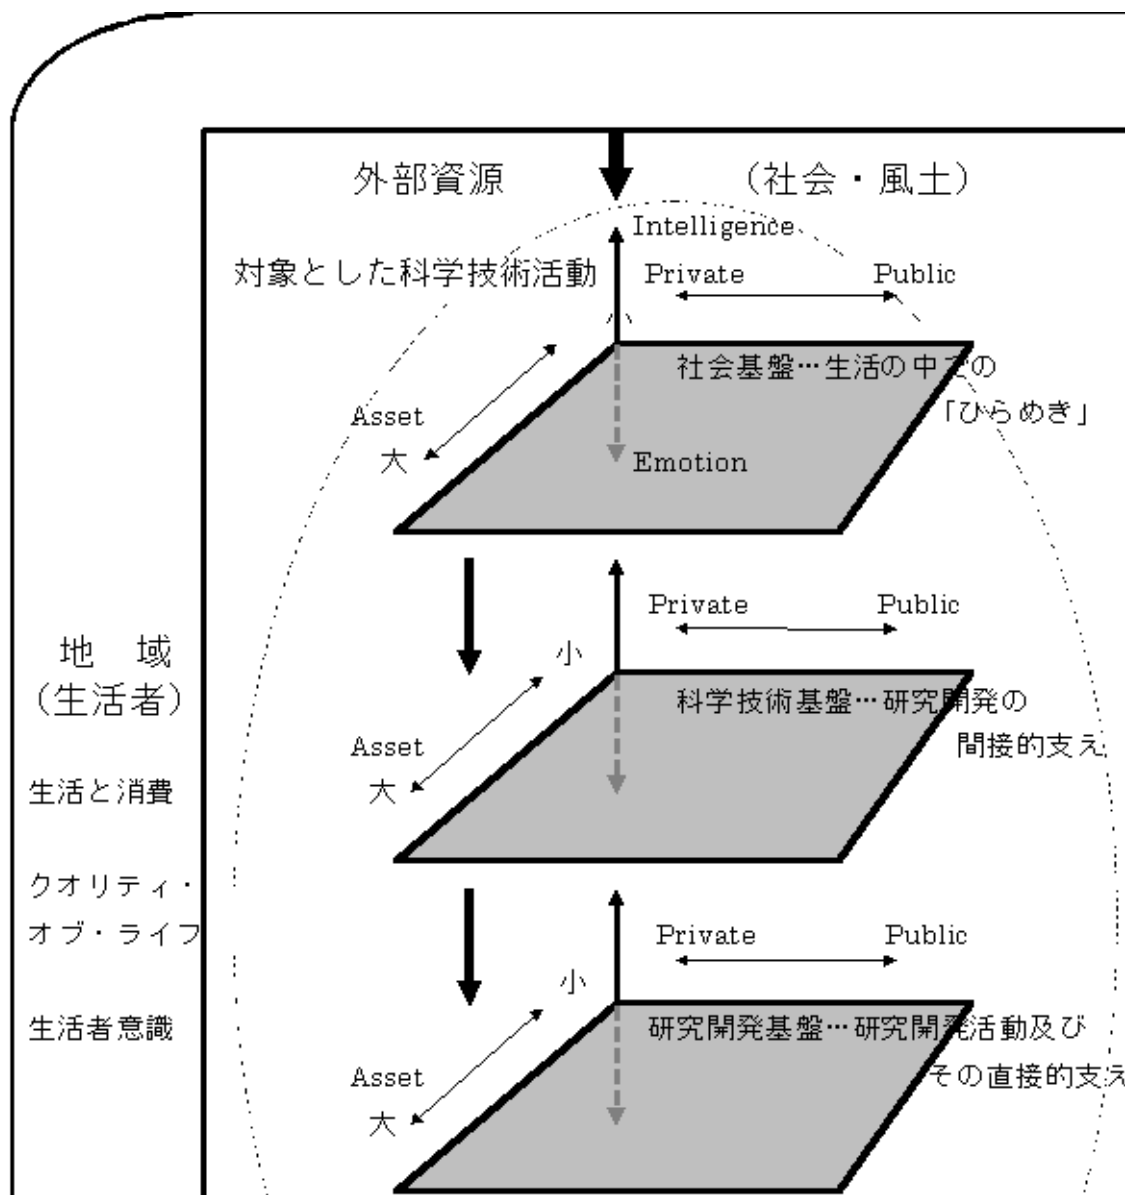 外部資源 （社会・風土）
Intelligence
対象とした科学技術活動
Private Public
小
社会基盤…生活の中での
「ひらめき」
Asset
大
Emotion
Private Public
小
地 域
（生活者）
科学技術基盤…研究開発の
間接的支え
Asset
大
生活と消費
クオリティ・
オブ・ライフ
Private Public
小
生活者意識
研究開発基盤…研究開発活動及び
その直接的支え
Asset
大